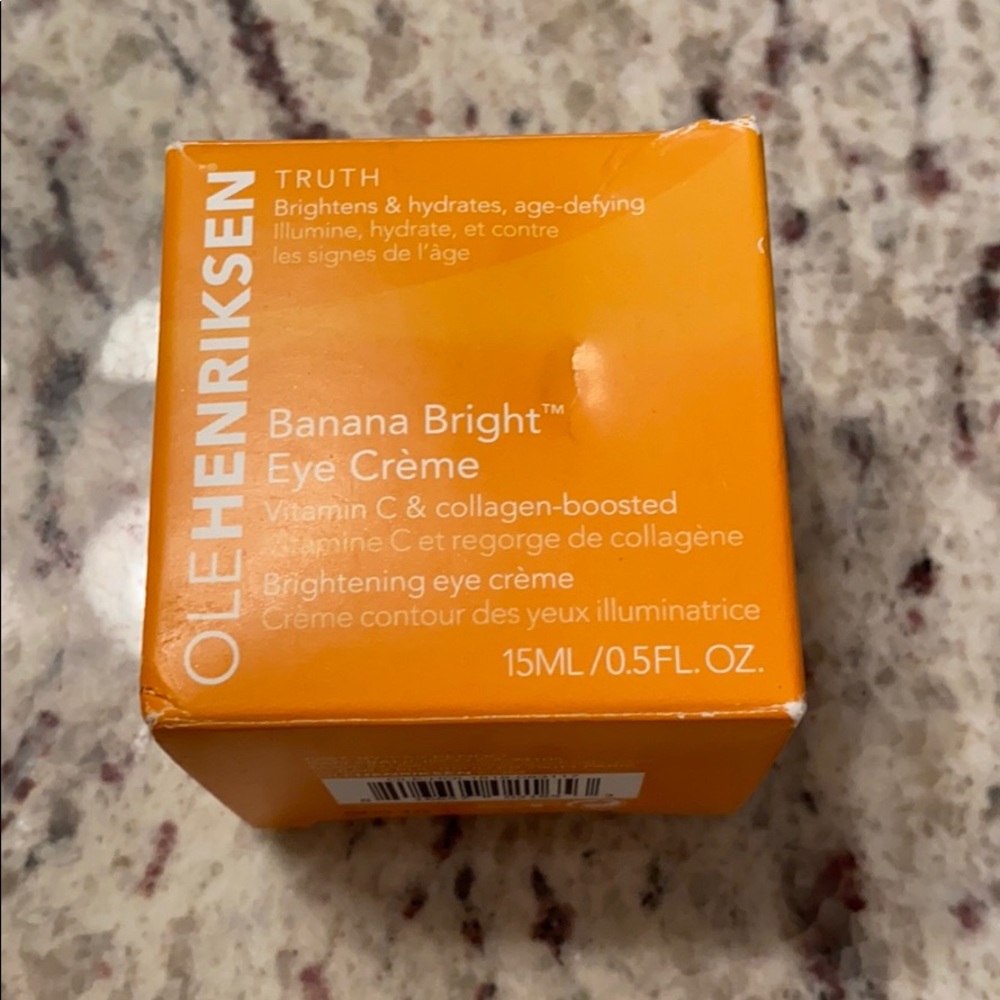 OLEHENRIKSEN
TRUTH
Brightens & hydrates, age-defying
Illumine, hydrate, et contre
les signes de l'âge
Banana Bright™
Eye Crème
Vitamin C & collagen-boosted
Vitamine C et regorge de collagène
Brightening eye crème
Crème contour des yeux illuminatrice
15ML/0.5FL. OZ.